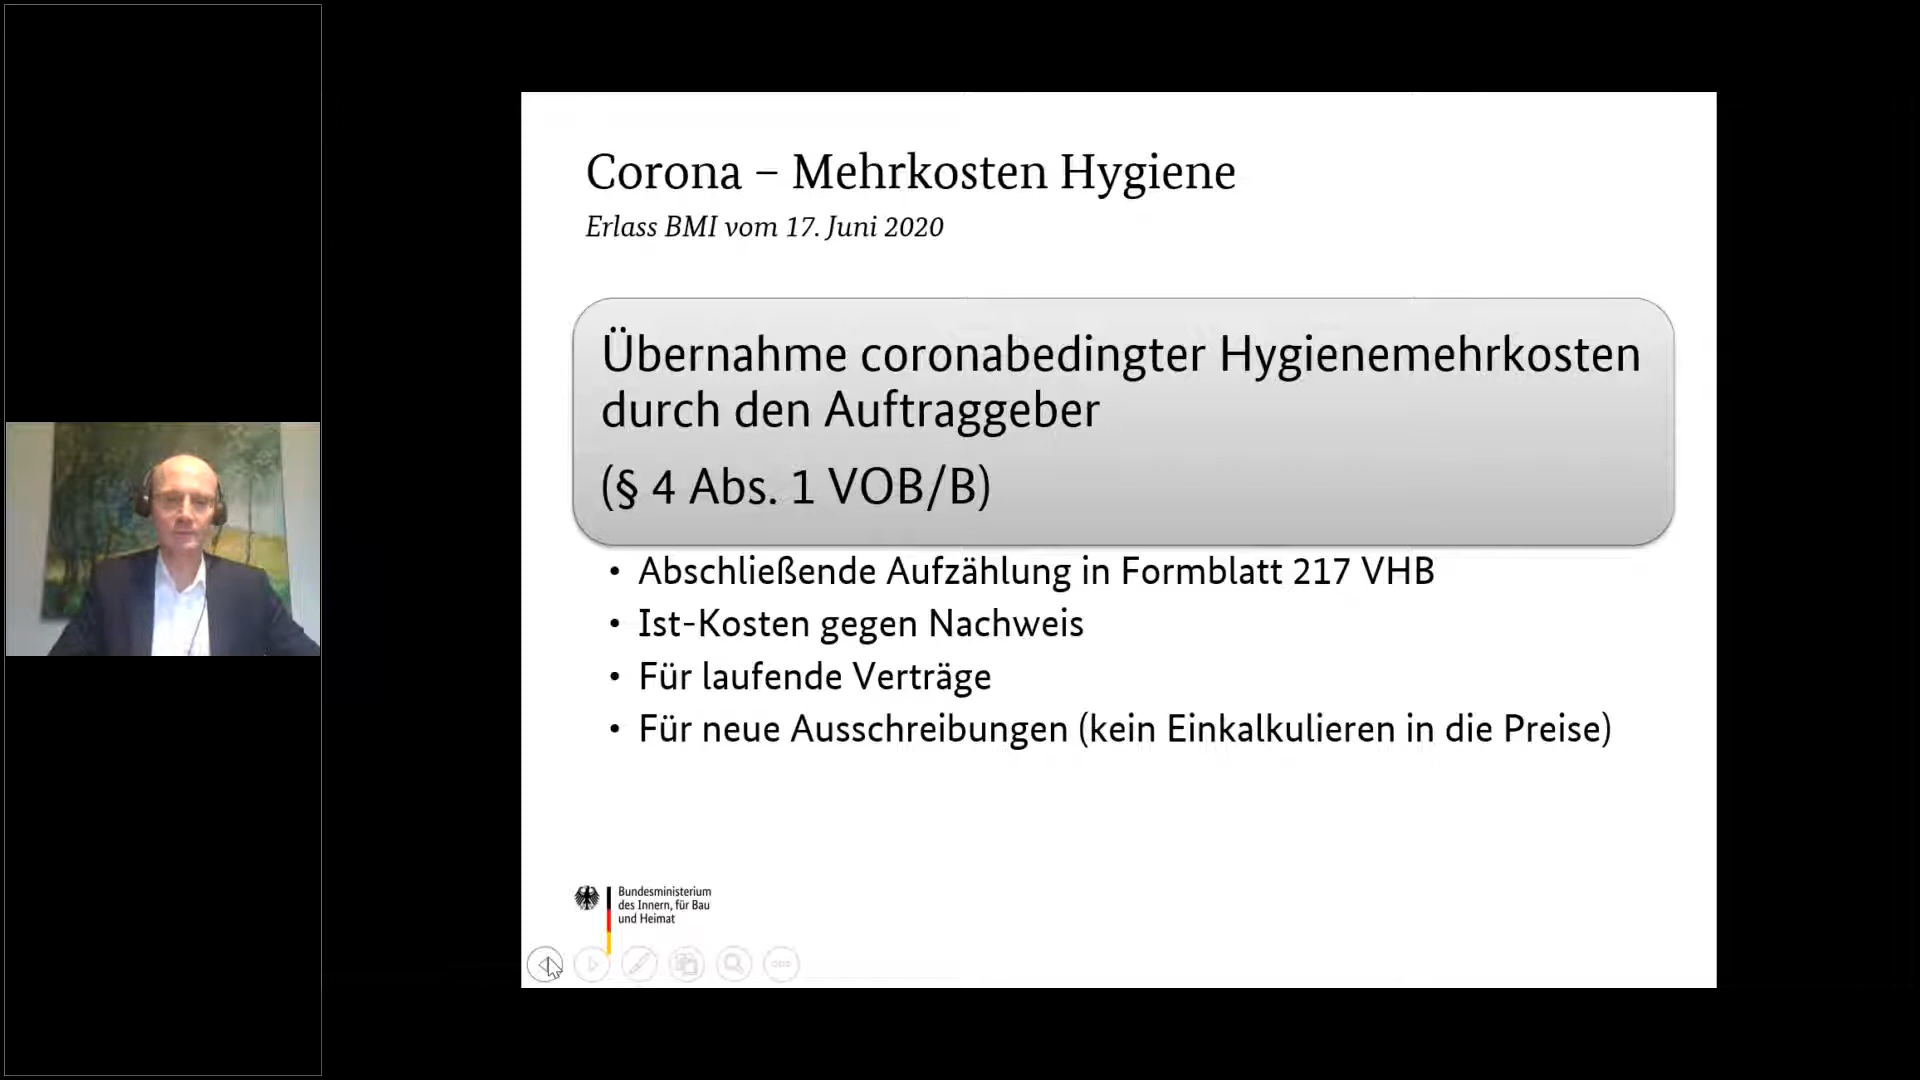 Corona – Mehrkosten Hygiene
Erlass BMI vom 17. Juni 2020
Übernahme coronabedingter Hygienemehrkosten
durch den Auftraggeber
(§ 4 Abs. 1 VOB/B)
• Abschließende Aufzählung in Formblatt 217 VHB
• Ist-Kosten gegen Nachweis
• Für laufende Verträge
• Für neue Ausschreibungen (kein Einkalkulieren in die Preise)
Bundesministerium
des Innern, für Bau
und Heimat